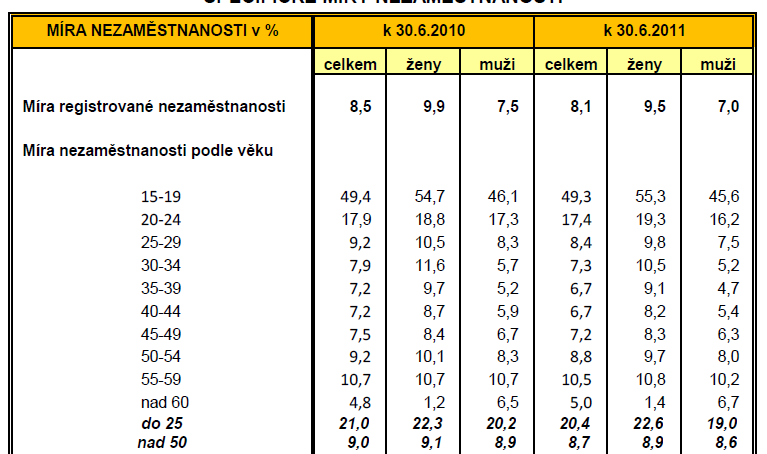 SPECIFICKÉ MÍRY NEZAMĚSTNANOSTI
MÍRA NEZAMĚSTNANOSTI v % k 30.6.2010 k 30.6.2011
celkem ženy muži celkem ženy muži
Míra registrované nezaměstnanosti 8,5 9,9 7,5 8,1 9,5 7,0
Míra nezaměstnanosti podle věku
15-19 49,4 54,7 46,1 49,3 55,3 45,6
20-24 17,9 18,8 17,3 17,4 19,3 16,2
25-29 9,2 10,5 8,3 8,4 9,8 7,5
30-34 7,9 11,6 5,7 7,3 10,5 5,2
35-39 7,2 9,7 5,2 6,7 9,1 4,7
40-44 7,2 8,7 5,9 6,7 8,2 5,4
45-49 7,5 8,4 6,7 7,2 8,3 6,3
50-54 9,2 10,1 8,3 8,8 9,7 8,0
55-59 10,7 10,7 10,7 10,5 10,8 10,2
nad 60 4,8 1,2 6,5 5,0 1,4 6,7
do 25 21,0 22,3 20,2 20,4 22,6 19,0
nad 50 9,0 9,1 8,9 8,7 8,9 8,6